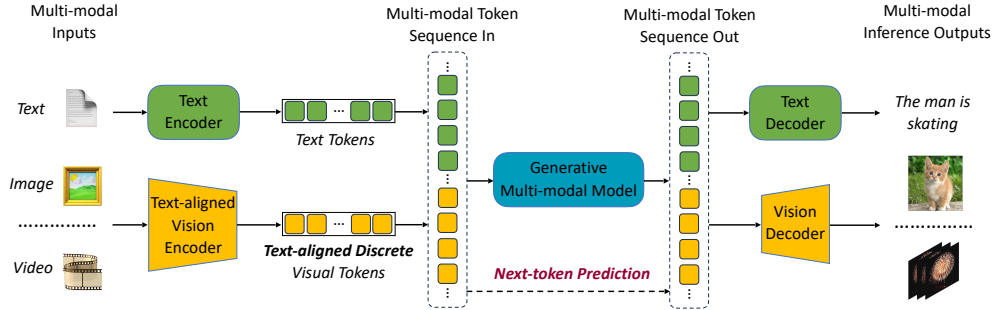 Multi-modal
Inputs
Multi-modal Token
Sequence In
Multi-modal Token
Sequence Out
Multi-modal
Inference Outputs
Text
Text
Encoder
Text Tokens
Text
Decoder
The man is
skating
Image
Video
Text-aligned
Vision
Encoder
Text-aligned Discrete
Visual Tokens
Generative
Multi-modal Model
Next-token Prediction
Vision
Decoder